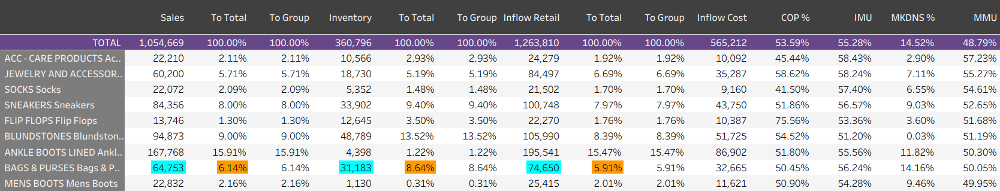 Sales To Total To Group Inventory To Total To Group Inflow Retail To Total To Group Inflow Cost COP % IMU MKDNS % MMU
TOTAL 1,054,669 100.00% 100.00% 360,796 100.00% 100.00% 1,263,810 100.00% 100.00% 565,212 53.59% 55.28% 14.52% 48.79%
ACC - CARE PRODUCTS Ac.. 22,210 2.11% 2.11% 10,566 2.93% 2.93% 24,279 1.92% 1.92% 10,092 45.44% 58.43% 2.90% 57.23%
JEWELRY AND ACCESSOR.. 60,200 5.71% 5.71% 18,730 5.19% 5.19% 84,497 6.69% 6.69% 35,287 58.62% 58.24% 7.11% 55.27%
SOCKS Socks 22,072 2.09% 2.09% 5,352 1.48% 1.48% 21,502 1.70% 1.70% 9,160 41.50% 57.40% 6.55% 54.61%
SNEAKERS Sneakers 84,356 8.00% 8.00% 33,902 9.40% 9.40% 100,748 7.97% 7.97% 43,750 51.86% 56.57% 9.03% 52.65%
FLIP FLOPS Flip Flops 13,746 1.30% 1.30% 12,645 3.50% 3.50% 22,270 1.76% 1.76% 10,387 75.56% 53.36% 3.60% 51.68%
BLUNDSTONES Blundston.. 94,873 9.00% 9.00% 48,789 13.52% 13.52% 105,990 8.39% 8.39% 51,725 54.52% 51.20% 0.03% 51.19%
ANKLE BOOTS LINED Ankl.. 167,768 15.91% 15.91% 4,398 1.22% 1.22% 195,541 15.47% 15.47% 86,902 51.80% 55.56% 11.82% 50.30%
BAGS & PURSES Bags & P.. 64,753 6.14% 6.14% 31,183 8.64% 8.64% 74,650 5.91% 5.91% 32,665 50.45% 56.24% 14.16% 50.05%
MENS BOOTS Mens Boots 22,832 2.16% 2.16% 1,130 0.31% 0.31% 25,415 2.01% 2.01% 11,621 50.90% 54.28% 9.46% 49.95%